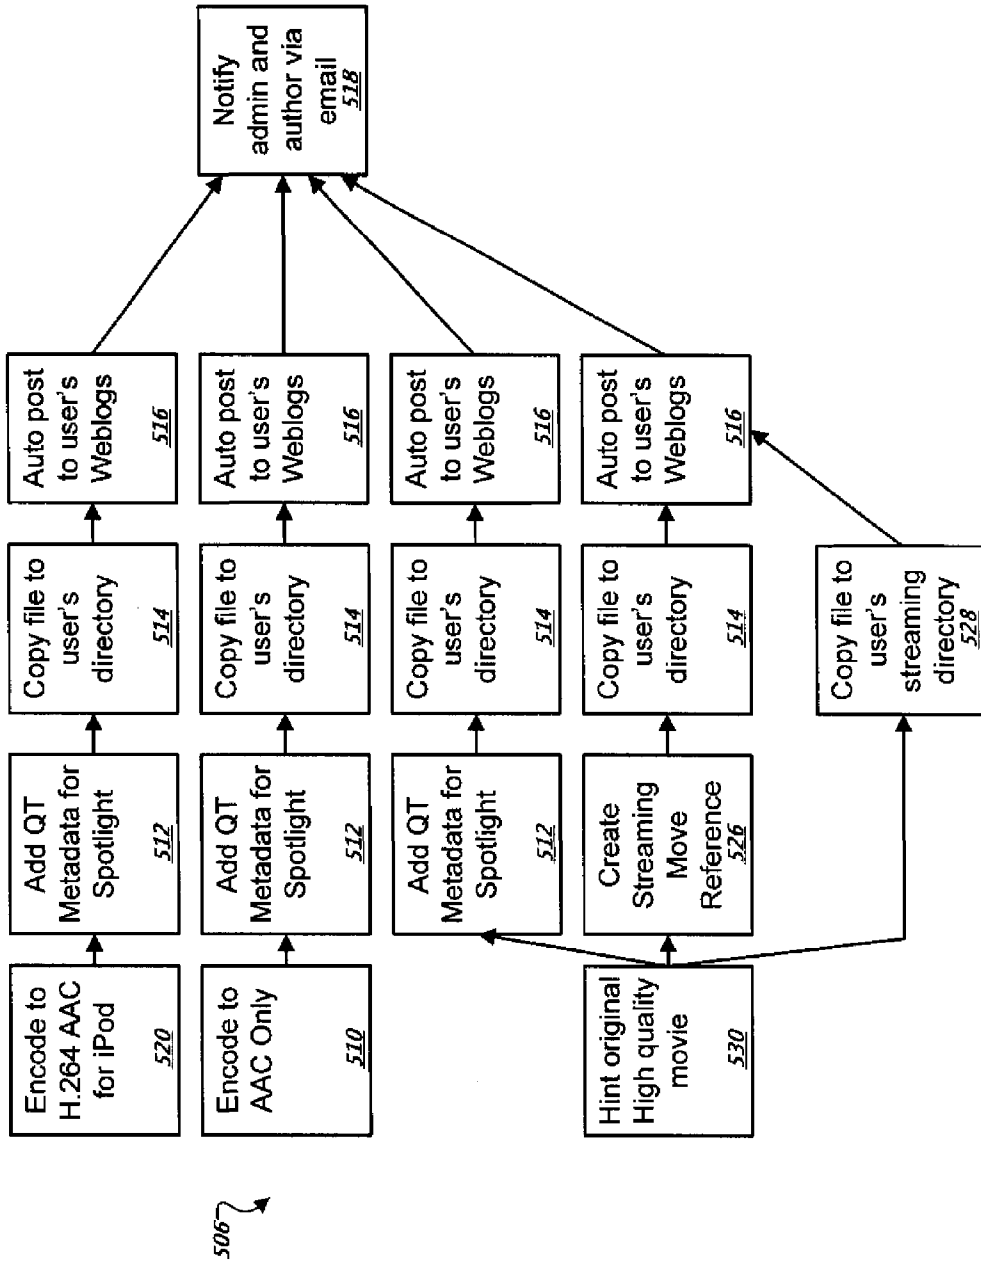 Encode to
H.264 AAC
for iPod
520
Add QT
Metadata for
Spotlight
512
Copy file to
user's
directory
514
Auto post
to user's
Weblogs
516
Encode to
AAC Only
510
Add QT
Metadata for
Spotlight
512
Copy file to
user's
directory
514
Auto post
to user's
Weblogs
516
Notify
admin and
author via
email
518
Add QT
Metadata for
Spotlight
512
Copy file to
user's
directory
514
Auto post
to user's
Weblogs
516
Hint original
High quality
movie
530
Create
Streaming
Move
Reference
526
Copy file to
user's
directory
514
Auto post
to user's
Weblogs
516
Copy file to
user's
streaming
directory
528
506